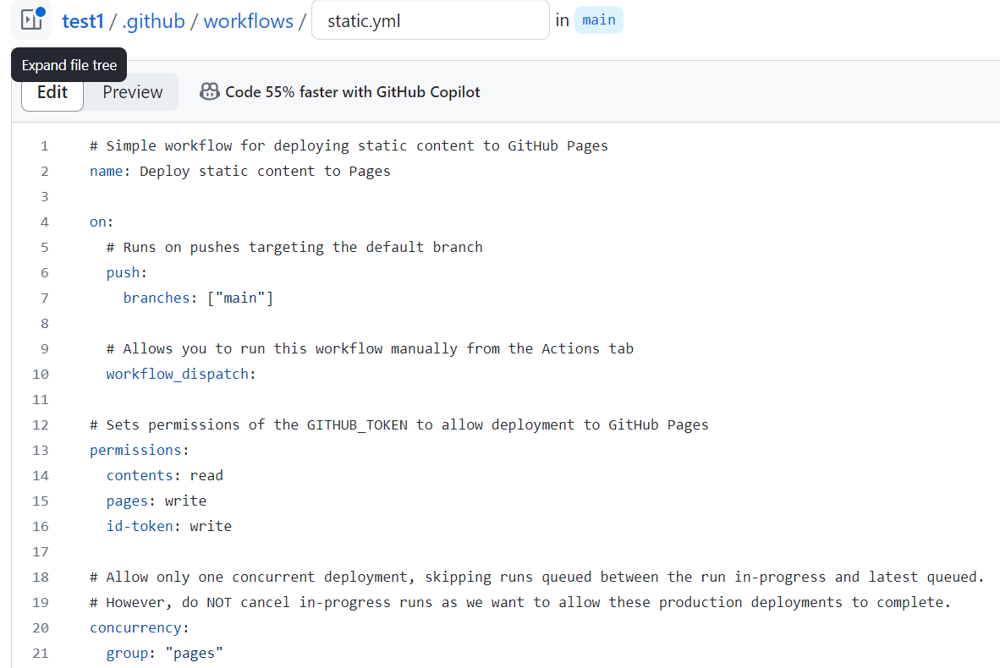 test1 / .github / workflows / static.yml in main
Expand file tree
Edit Preview Code 55% faster with GitHub Copilot
1 # Simple workflow for deploying static content to GitHub Pages
2 name: Deploy static content to Pages
3
4 on:
5 # Runs on pushes targeting the default branch
6 push:
7 branches: ["main"]
8
9 # Allows you to run this workflow manually from the Actions tab
10 workflow_dispatch:
11
12 # Sets permissions of the GITHUB_TOKEN to allow deployment to GitHub Pages
13 permissions:
14 contents: read
15 pages: write
16 id-token: write
17
18 # Allow only one concurrent deployment, skipping runs queued between the run in-progress and latest queued.
19 # However, do NOT cancel in-progress runs as we want to allow these production deployments to complete.
20 concurrency:
21 group: "pages"